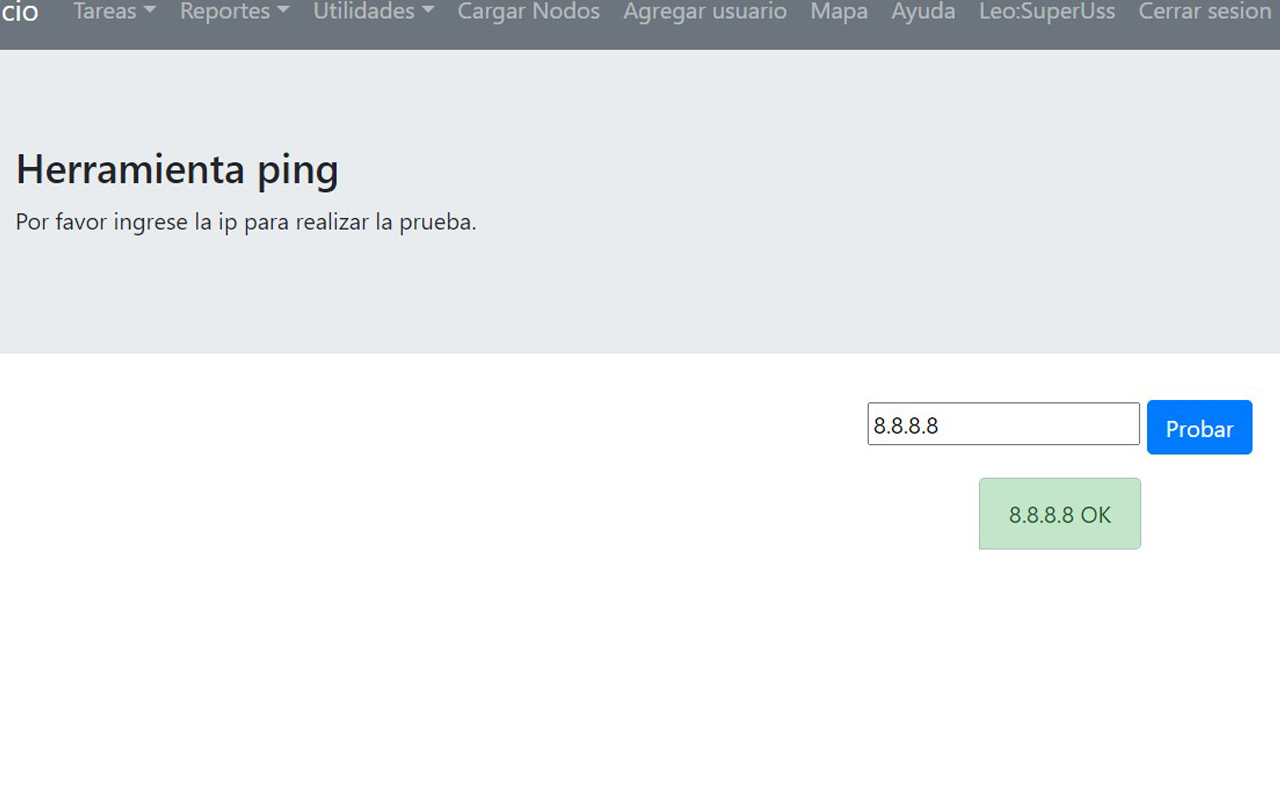 cio Tareas Reportes Utilidades Cargar Nodos Agregar usuario Mapa Ayuda Leo:SuperUss Cerrar sesion
Herramienta ping
Por favor ingrese la ip para realizar la prueba.
8.8.8.8 Probar
8.8.8.8 OK